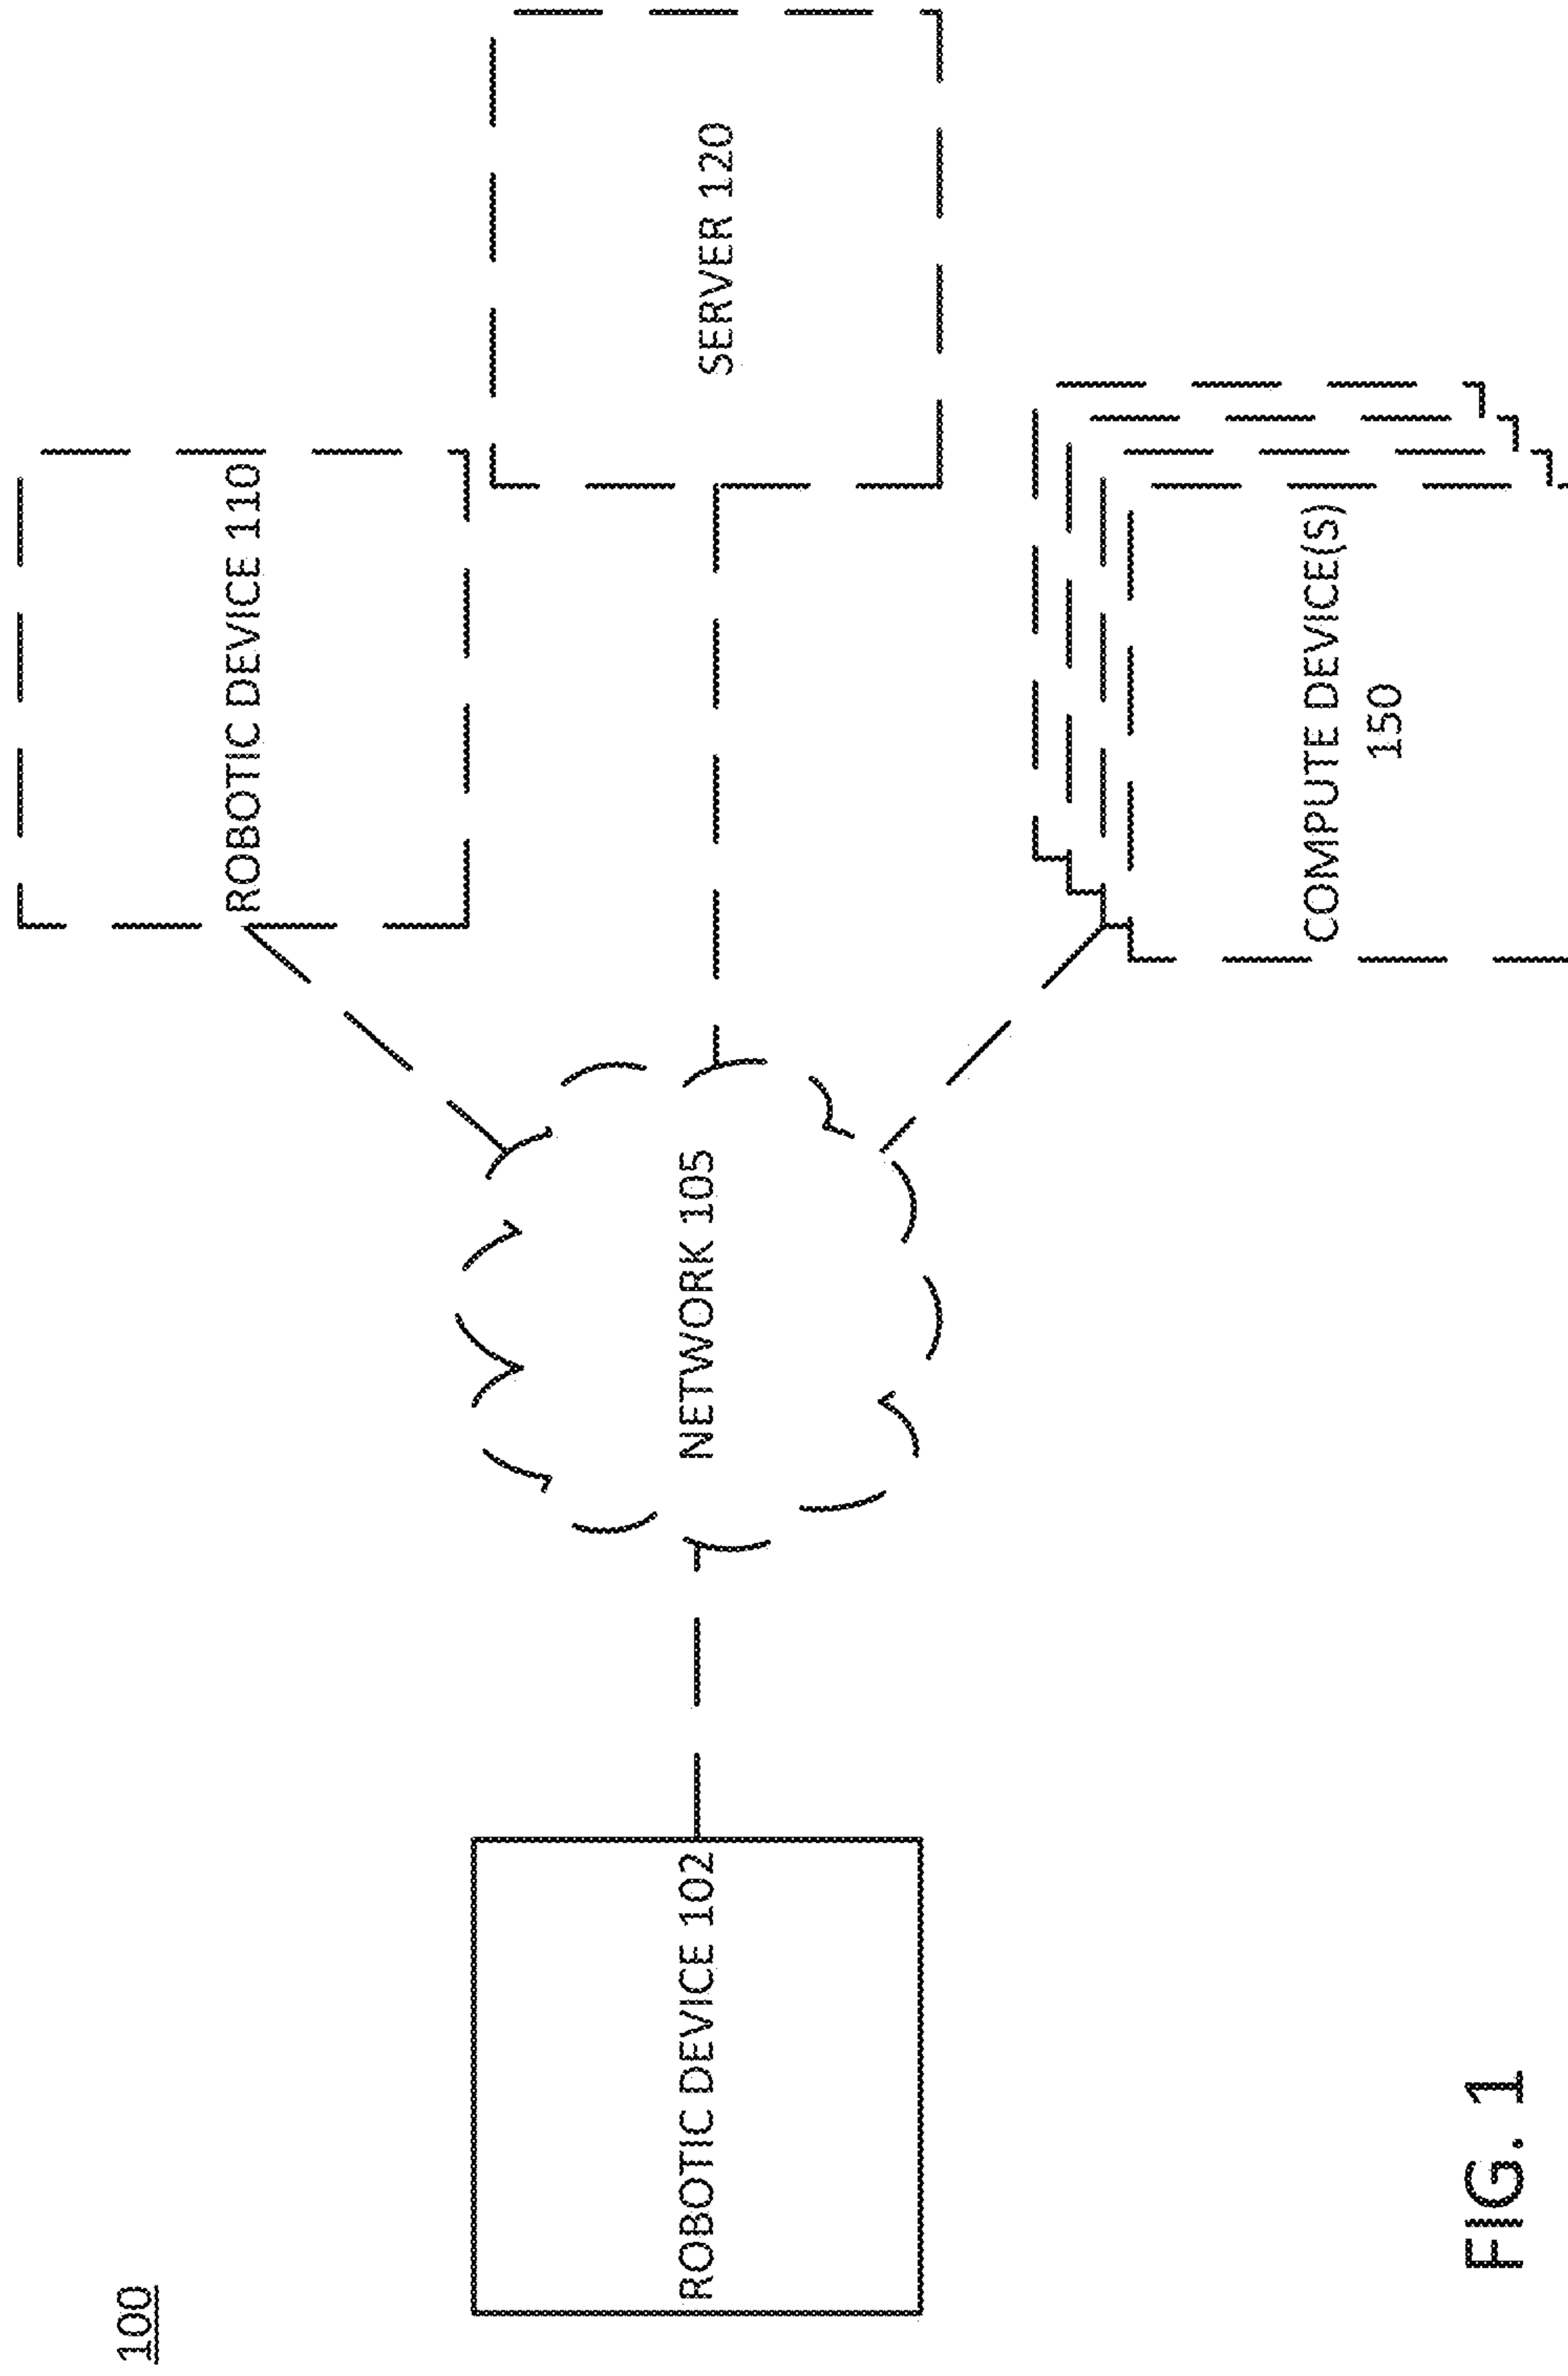 100
ROBOTIC DEVICE 110
ROBOTIC DEVICE 102
NETWORK 105
SERVER 120
COMPUTE DEVICE(S)
150
FIG. 1